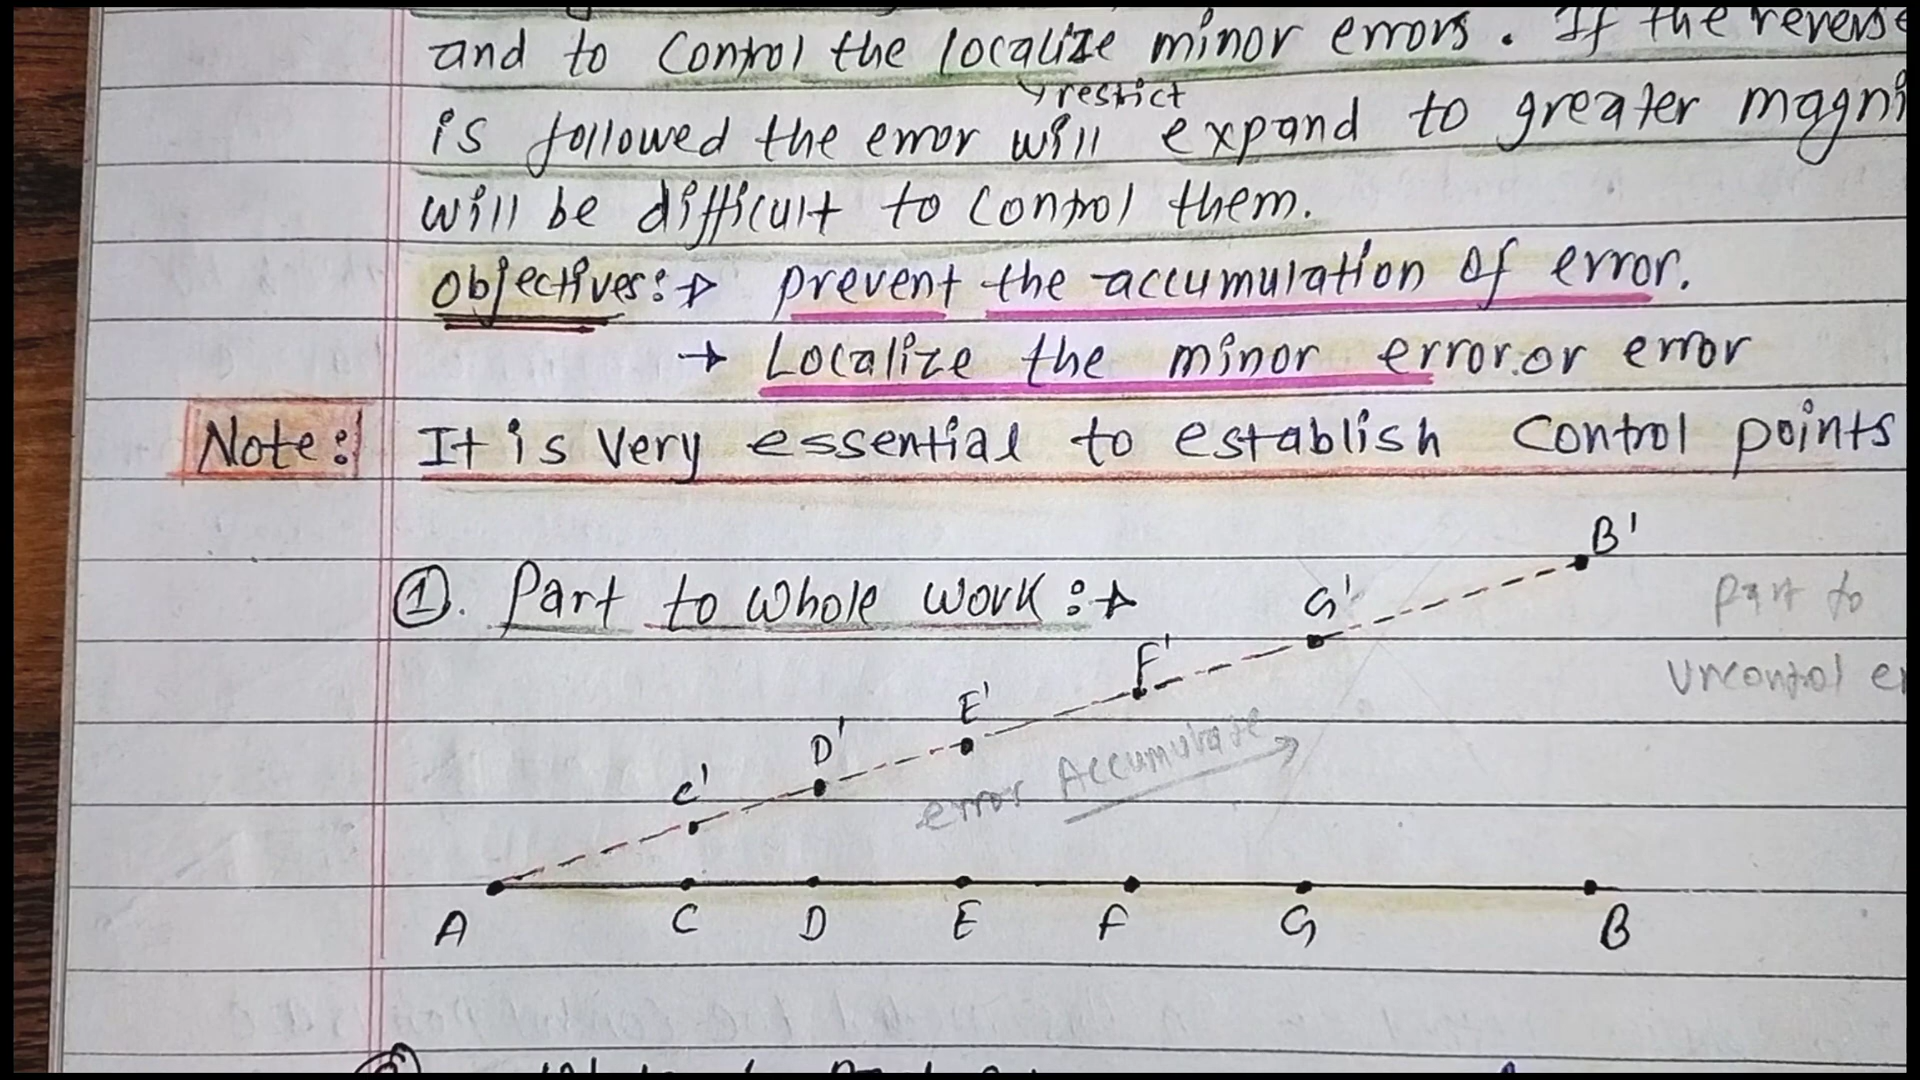 and to control the localize minor errors. If the reverse
→ restrict
is followed the error will expand to greater magni
will be difficult to control them.
Objectives:→ prevent the accumulation of error.
→ Localize the minor error.or error
Note: It is very essential to establish control points
①. Part to whole work :→
B'
G'
F'
E'
D'
C'
part to
uncontrol er
error Accumulate
A C D E F G B